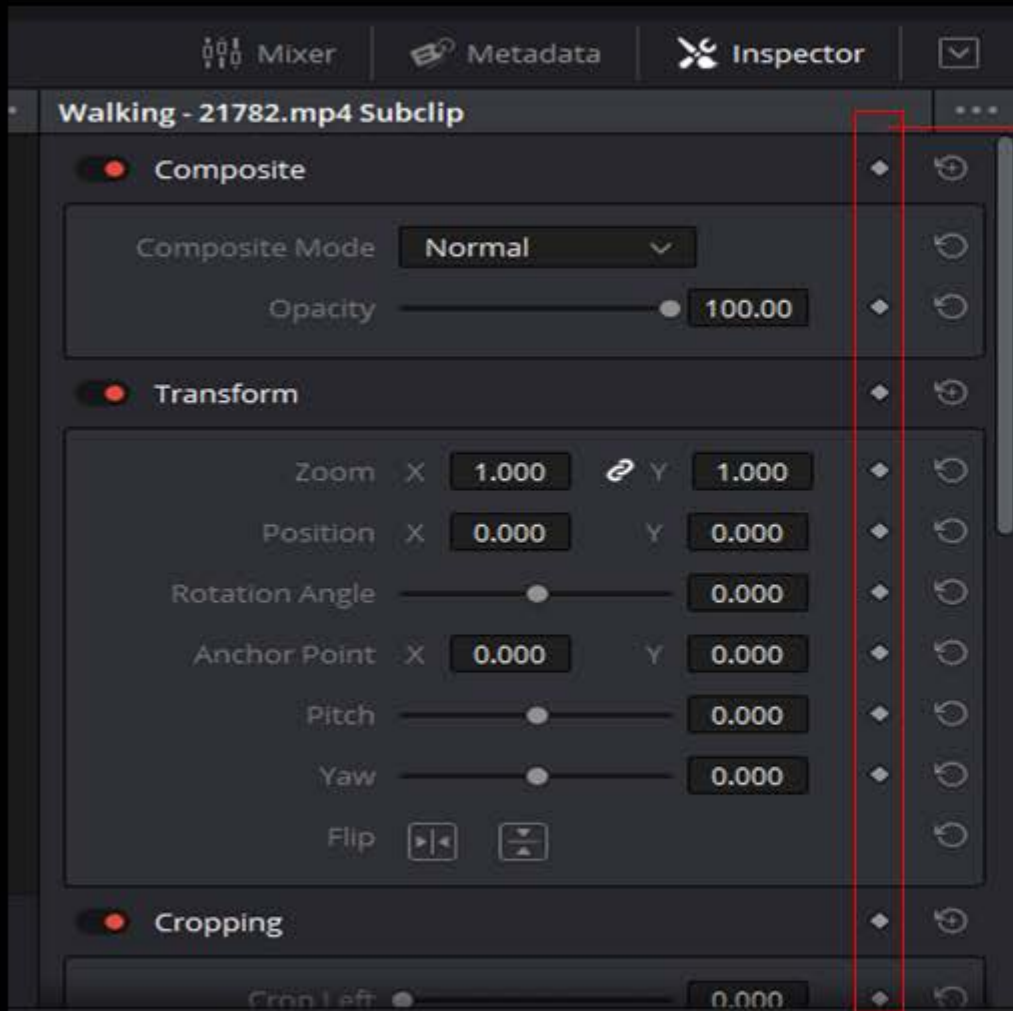 Mixer Metadata Inspector
Walking - 21782.mp4 Subclip
Composite
Composite Mode Normal
Opacity 100.00
Transform
Zoom X 1.000 Y 1.000
Position X 0.000 Y 0.000
Rotation Angle 0.000
Anchor Point X 0.000 Y 0.000
Pitch 0.000
Yaw 0.000
Flip
Cropping
Crop Left 0.000